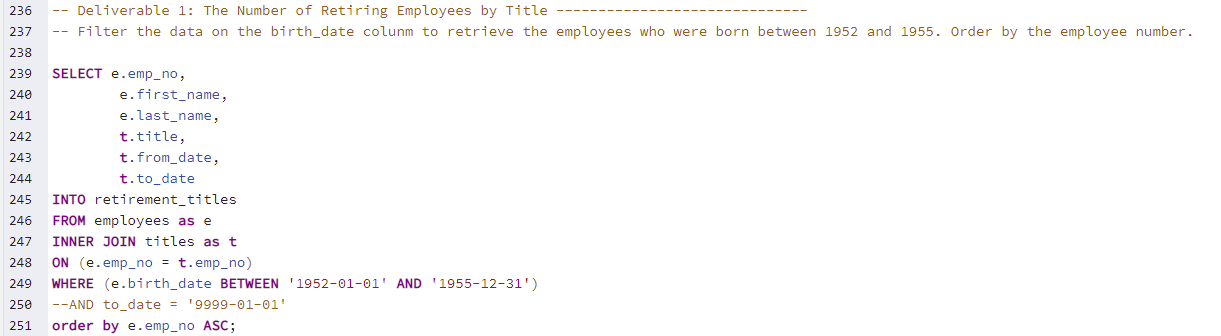 236 -- Deliverable 1: The Number of Retiring Employees by Title ------------------------------
237 -- Filter the data on the birth_date colunm to retrieve the employees who were born between 1952 and 1955. Order by the employee number.
238
239 SELECT e.emp_no,
240 e.first_name,
241 e.last_name,
242 t.title,
243 t.from_date,
244 t.to_date
245 INTO retirement_titles
246 FROM employees as e
247 INNER JOIN titles as t
248 ON (e.emp_no = t.emp_no)
249 WHERE (e.birth_date BETWEEN '1952-01-01' AND '1955-12-31')
250 --AND to_date = '9999-01-01'
251 order by e.emp_no ASC;